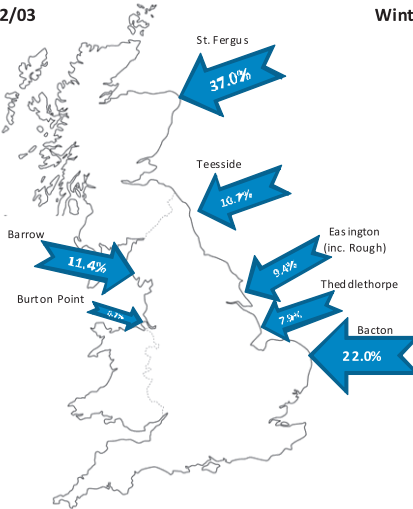 2/03
Wint
St. Fergus
37.0%
Teesside
10.7%
Easington
(inc. Rough)
Barrow
11.4%
9.4%
Theddlethorpe
Burton Point
7.9%
Bacton
22.0%